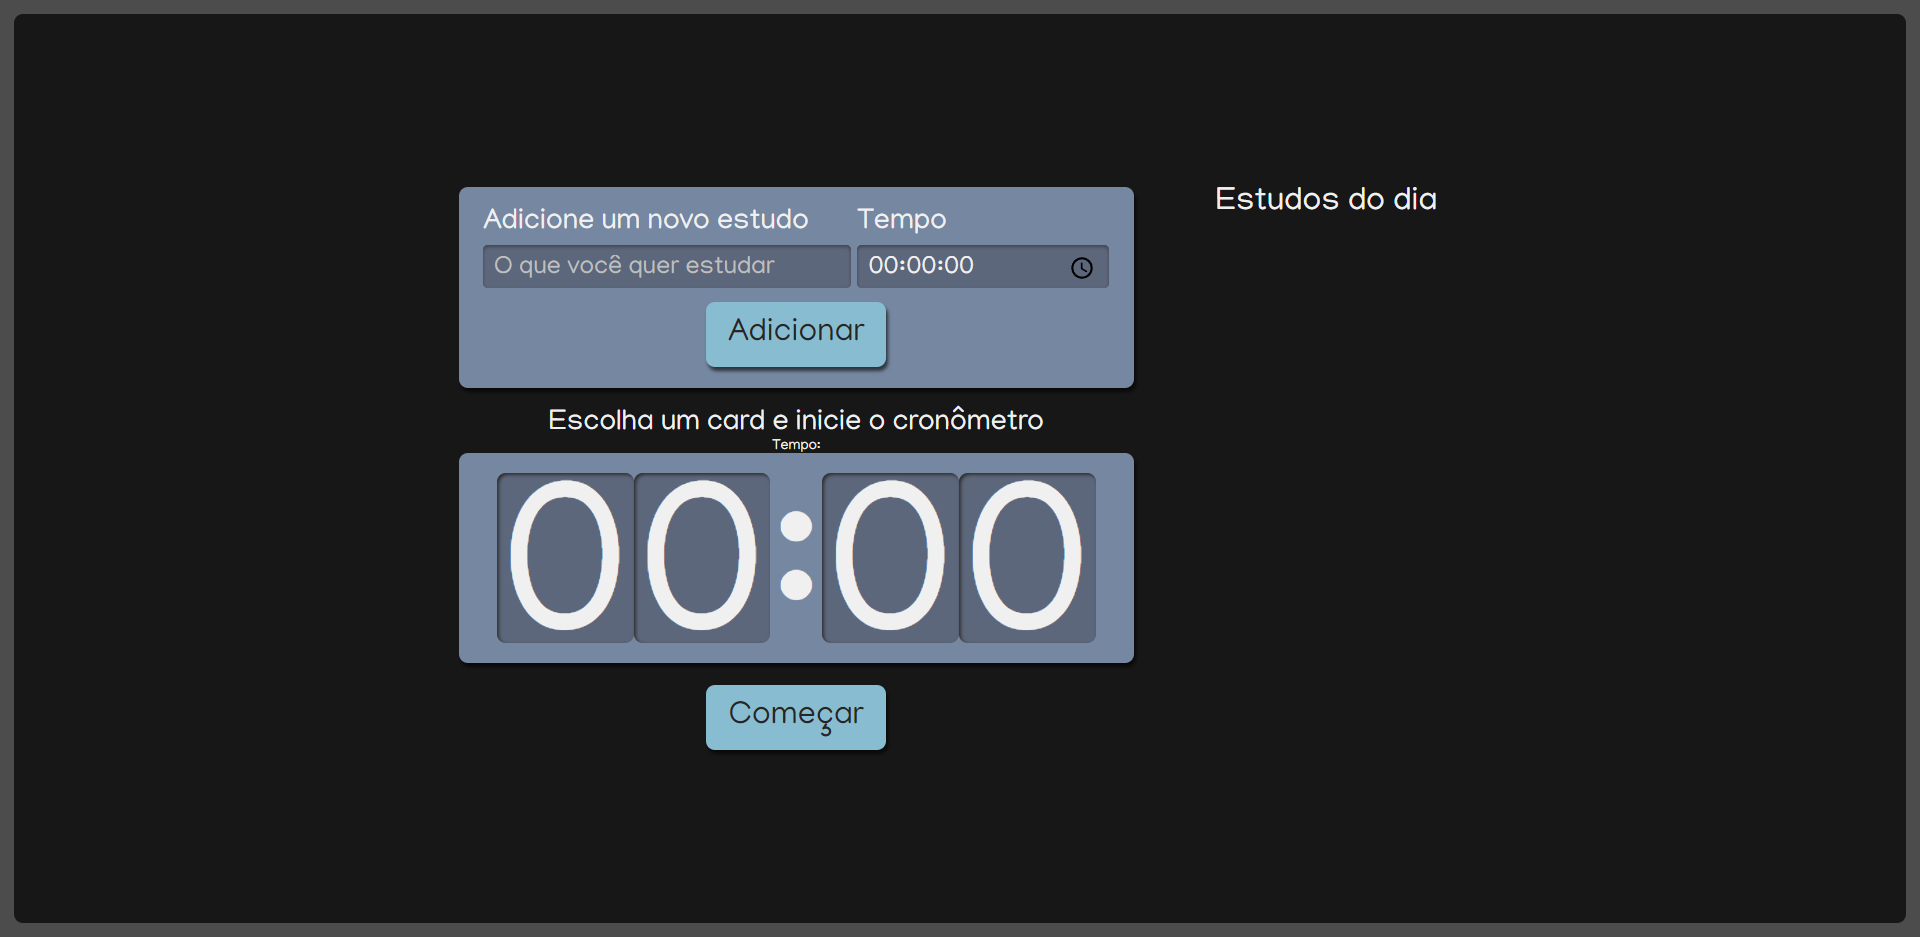 Adicione um novo estudo Tempo
O que você quer estudar 00:00:00
Adicionar
Escolha um card e inicie o cronômetro
Tempo:
00:00
Começar
Estudos do dia